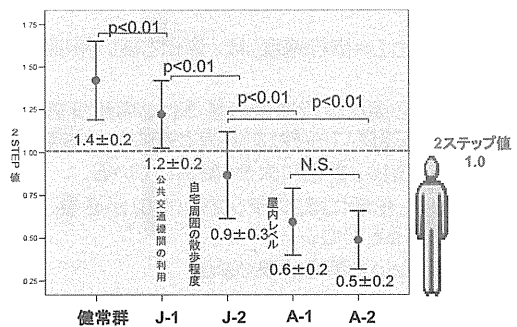 1.75
1.50
1.25
1.00
0.75
0.50
0.25
2 STEP 値
p<0.01
p<0.01
p<0.01
p<0.01
N.S.
1.4±0.2
1.2±0.2
0.9±0.3
0.6±0.2
0.5±0.2
公共交通機関の利用
自宅周囲の散歩程度
屋内レベル
2ステップ値
1.0
健常群 J-1 J-2 A-1 A-2